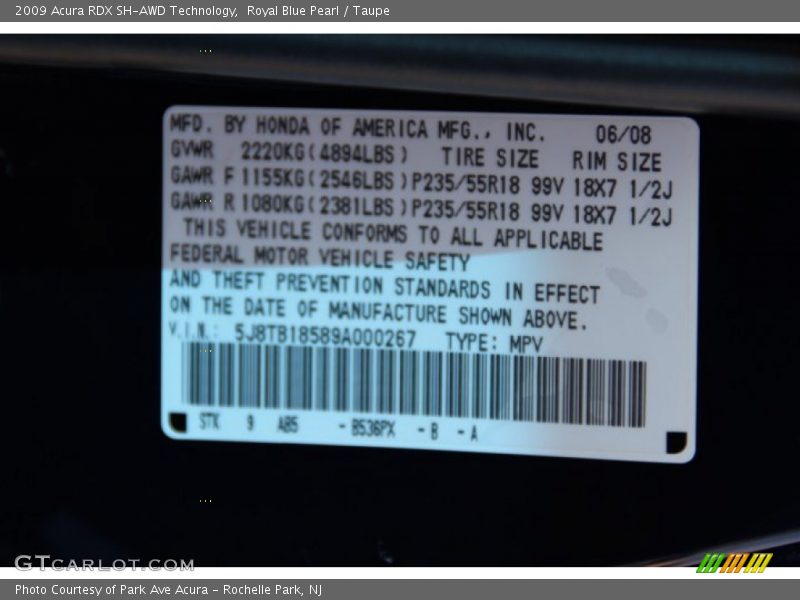 2009 Acura RDX SH-AWD Technology,  Royal Blue Pearl / Taupe
MFD. BY HONDA OF AMERICA MFG., INC. 06/08
GVWR 2220KG(4894LBS) TIRE SIZE RIM SIZE
GAWR F 1155KG(2546LBS)P235/55R18 99V 18X7 1/2J
GAWR R 1080KG(2381LBS)P235/55R18 99V 18X7 1/2J
THIS VEHICLE CONFORMS TO ALL APPLICABLE
FEDERAL MOTOR VEHICLE SAFETY
AND THEFT PREVENTION STANDARDS IN EFFECT
ON THE DATE OF MANUFACTURE SHOWN ABOVE.
V.I.N.: 5J8TB18589A000267 TYPE: MPV
STK 9 AB5 -B536PX -B -A
GTcarlot.com
Photo Courtesy of Park Ave Acura - Rochelle Park, NJ